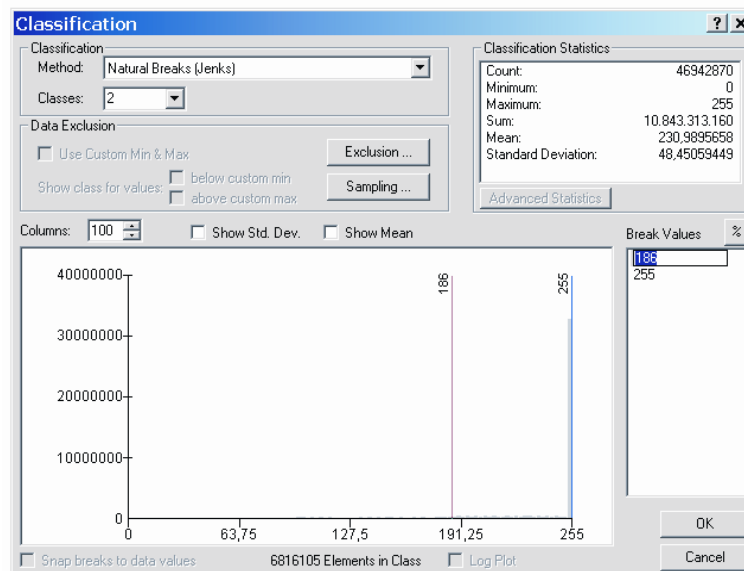 Classification
? ×
Classification
Method: Natural Breaks (Jenks)
Classes: 2
Data Exclusion
Use Custom Min & Max
Exclusion ...
Show class for values:
below custom min
above custom max
Sampling ...
Classification Statistics
Count: 46942870
Minimum: 0
Maximum: 255
Sum: 10.843.313.160
Mean: 230,9895658
Standard Deviation: 48,45059449
Advanced Statistics
Columns: 100
Show Std. Dev.
Show Mean
Break Values
%
186
255
40000000
30000000
20000000
10000000
0
186
255
0
63,75
127,5
191,25
255
Snap breaks to data values
6816105 Elements in Class
Log Plot
OK
Cancel